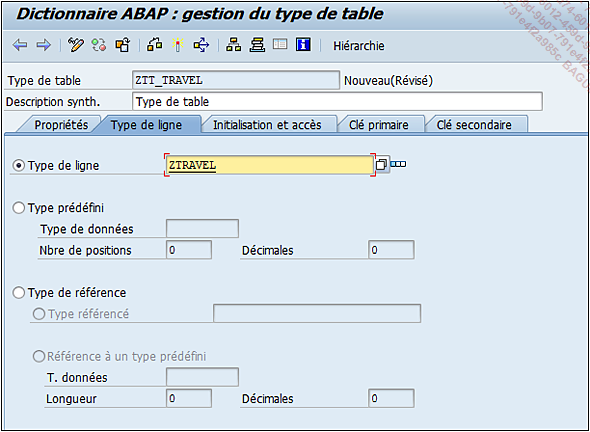 Dictionnaire ABAP : gestion du type de table
Hiérarchie
Type de table ZTT_TRAVEL Nouveau(Révisé)
Description synth. Type de table
Propriétés Type de ligne Initialisation et accès Clé primaire Clé secondaire
Type de ligne ZTRAVEL
Type prédéfini
Type de données
Nbre de positions 0 Décimales 0
Type de référence
Type référencé
Référence à un type prédéfini
T. données
Longueur 0 Décimales 0